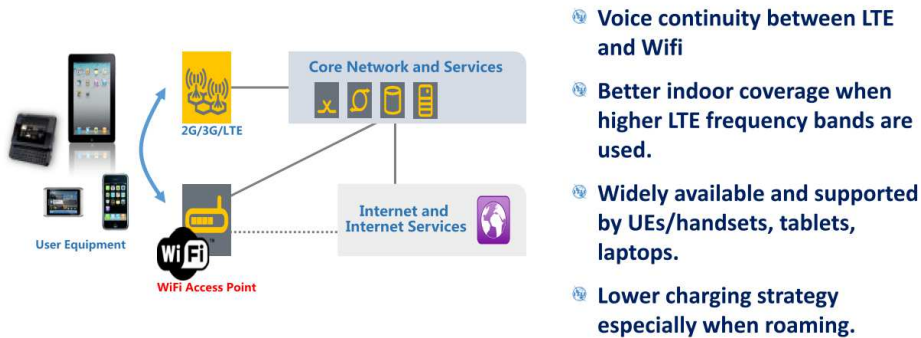 Core Network and Services
2G/3G/LTE
Internet and
Internet Services
User Equipment
Wi Fi
WiFi Access Point
Voice continuity between LTE
and Wifi
Better indoor coverage when
higher LTE frequency bands are
used.
Widely available and supported
by UEs/handsets, tablets,
laptops.
Lower charging strategy
especially when roaming.